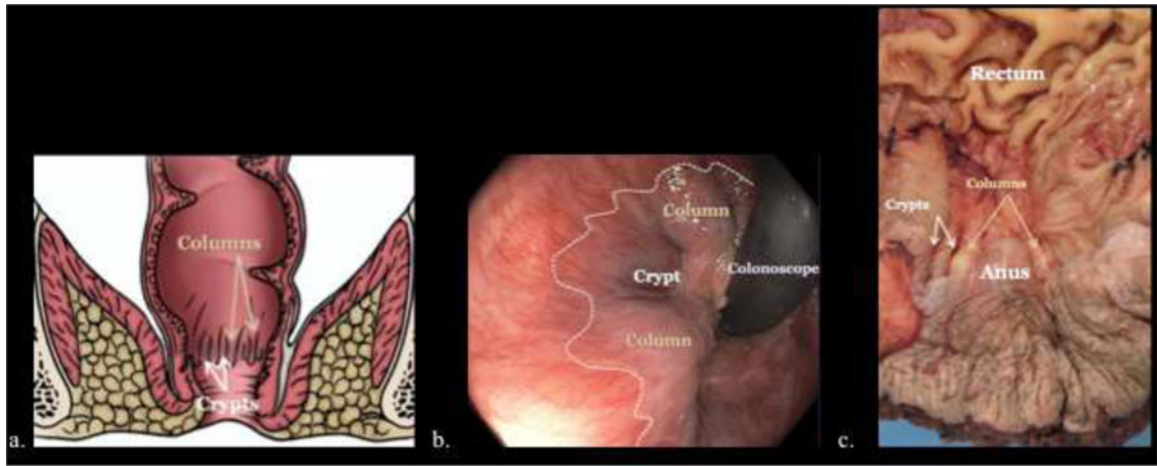 Columns
Crypts
a.
Column
Crypt
Colonoscope
Column
b.
Rectum
Columns
Crypts
Anus
c.